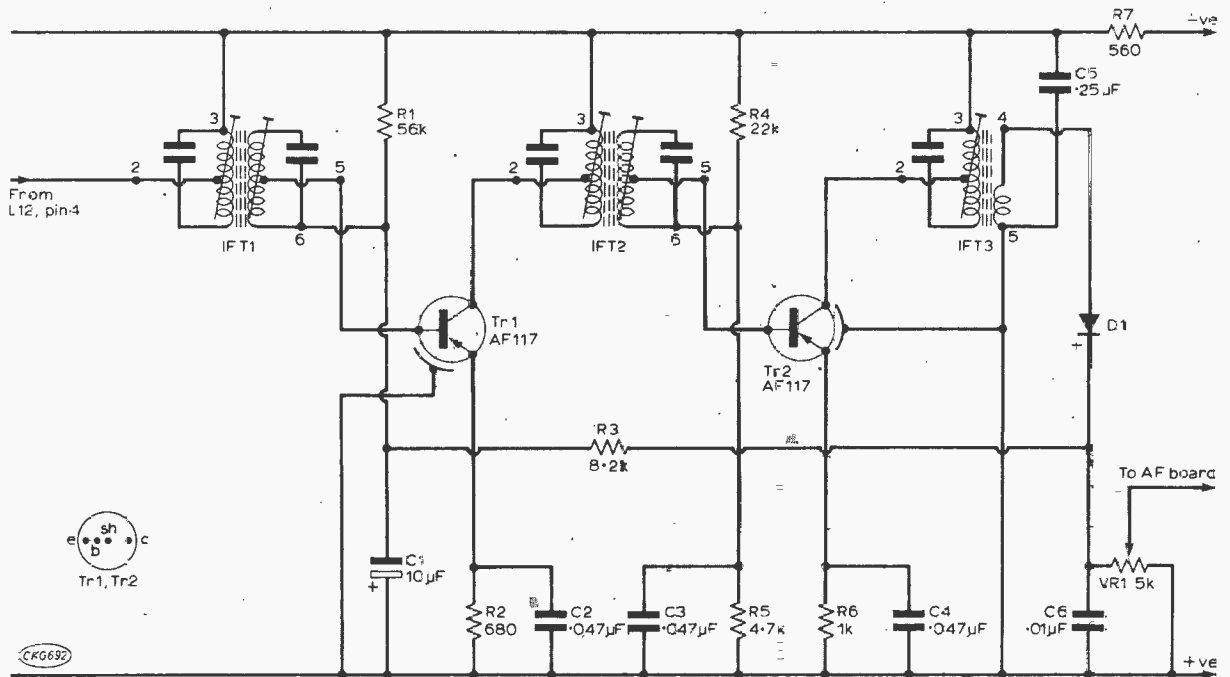 R7
560
−ve
C5
·25µF
R1
56k
R4
22k
3
2
5
6
IFT1
3
2
5
6
IFT2
3
4
2
5
IFT3
From
L12, pin 4
Tr1
AF117
Tr2
AF117
D1
+
R3
8·2k
To AF board
sh
e
b
c
Tr1, Tr2
C1
10µF
+
R2
680
C2
·047µF
C3
·047µF
R5
4·7k
R6
1k
C4
·047µF
C6
·01µF
VR1 5k
CKG692
+ve